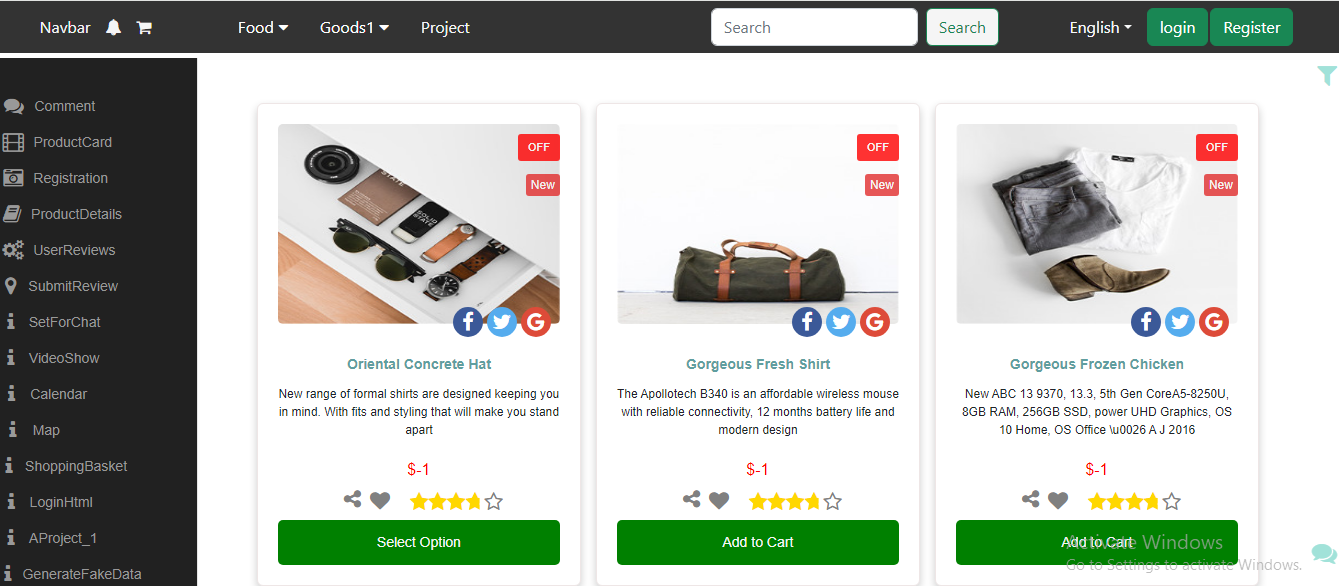 Navbar
Food
Goods1
Project
Search
Search
English
login
Register
Comment
ProductCard
Registration
ProductDetails
UserReviews
SubmitReview
SetForChat
VideoShow
Calendar
Map
ShoppingBasket
LoginHtml
AProject_1
GenerateFakeData
OFF
New
STATE
SOLID
STATE
Oriental Concrete Hat
New range of formal shirts are designed keeping you
in mind. With fits and styling that will make you stand
apart
$-1
Select Option
OFF
New
Gorgeous Fresh Shirt
The Apollotech B340 is an affordable wireless mouse
with reliable connectivity, 12 months battery life and
modern design
$-1
Add to Cart
OFF
New
Gorgeous Frozen Chicken
New ABC 13 9370, 13.3, 5th Gen CoreA5-8250U,
8GB RAM, 256GB SSD, power UHD Graphics, OS
10 Home, OS Office \u0026 A J 2016
$-1
Add to Cart
Activate Windows
Go to Settings to activate Windows.